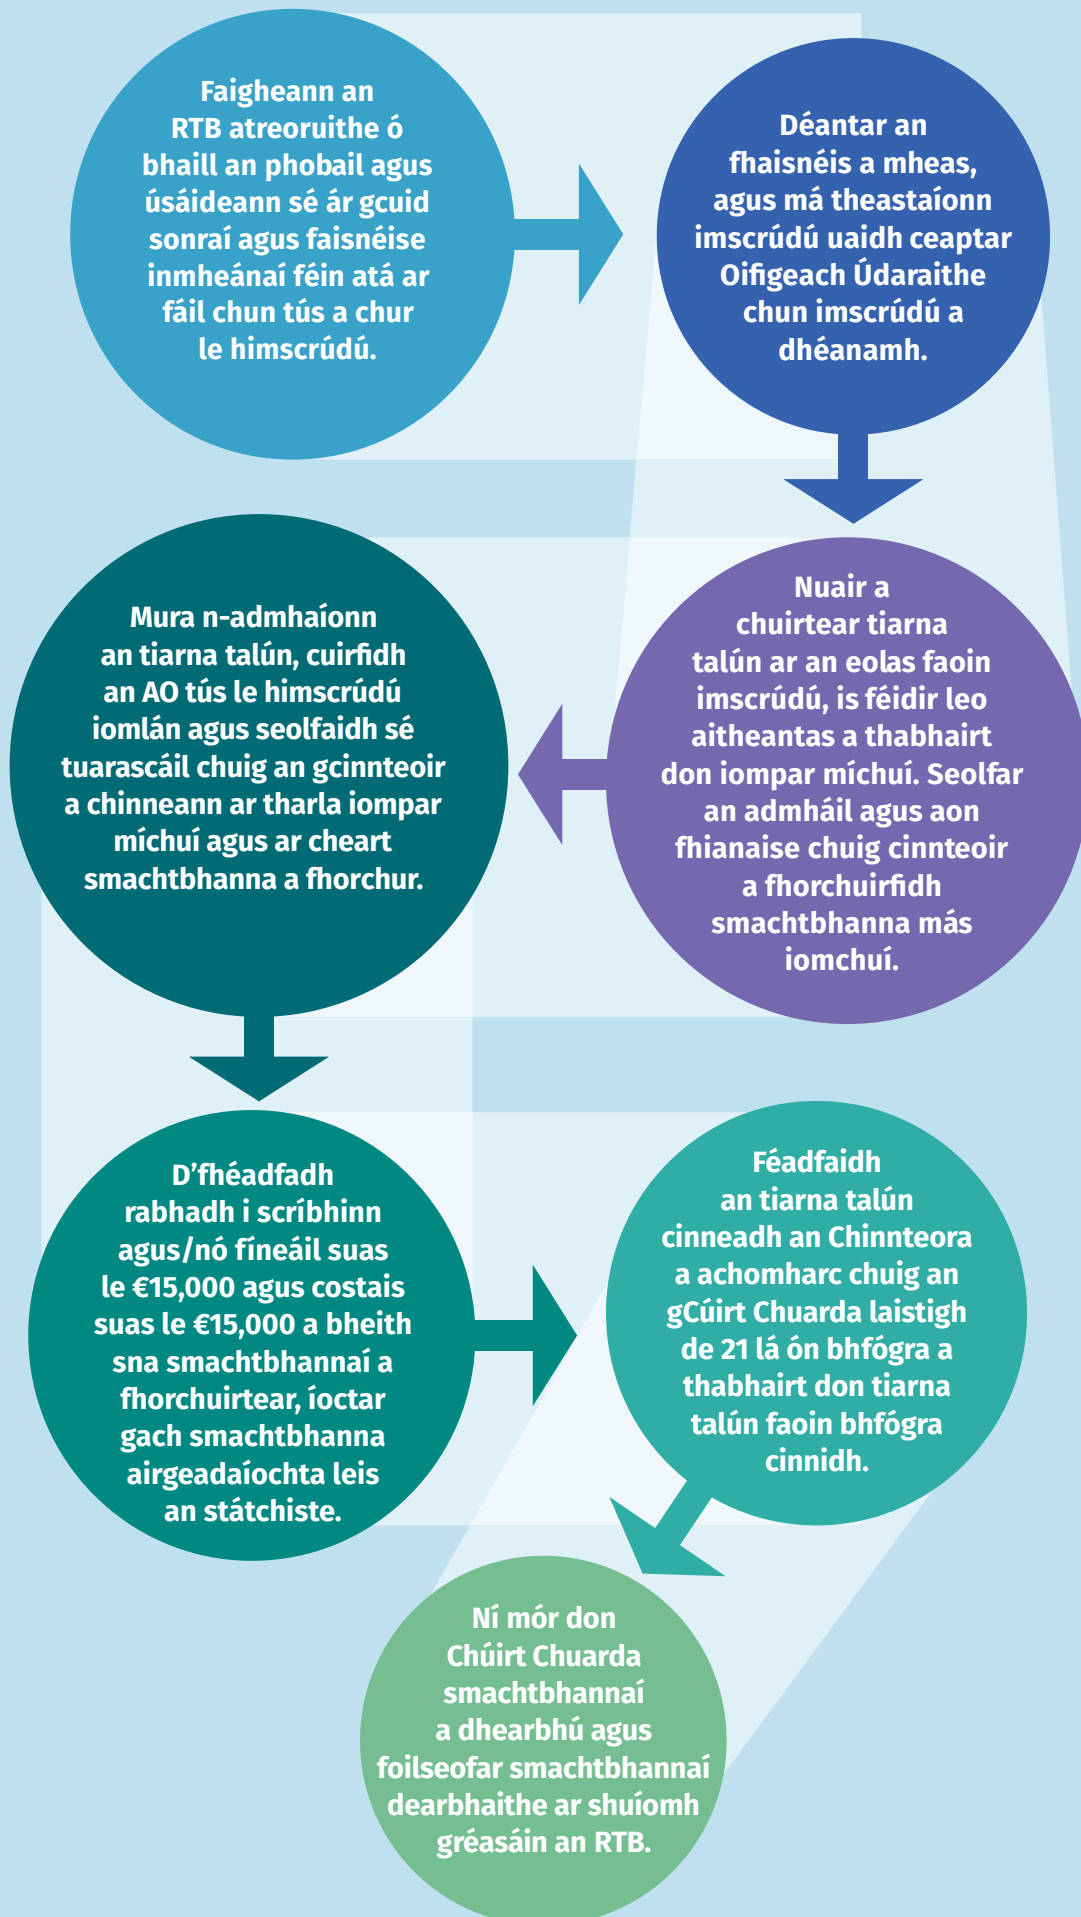 Faigheann an
RTB atreoruithe ó
bhaill an phobail agus
úsáideann sé ár gcuid
sonraí agus faisnéise
inmheánaí féin atá ar
fáil chun tús a chur
le himscrúdú.
Déantar an
fhaisnéis a mheas,
agus má theastaíonn
imscrúdú uaidh ceaptar
Oifigeach Údaraithe
chun imscrúdú a
dhéanamh.
Nuair a
chuirtear tiarna
talún ar an eolas faoin
imscrúdú, is féidir leo
aitheantas a thabhairt
don iompar míchuí. Seolfar
an admháil agus aon
fhianaise chuig cinnteoir
a fhorchuirfidh
smachtbhanna más
iomchuí.
Mura n-admhaíonn
an tiarna talún, cuirfidh
an AO tús le himscrúdú
iomlán agus seolfaidh sé
tuarascáil chuig an gcinnteoir
a chinneann ar tharla iompar
míchuí agus ar cheart
smachtbhanna a fhorchur.
D'fhéadfadh
rabhadh i scríbhinn
agus/nó fíneáil suas
le €15,000 agus costais
suas le €15,000 a bheith
sna smachtbhannaí a
fhorchuirtear, íoctar
gach smachtbhanna
airgeadaíochta leis
an státchiste.
Féadfaidh
an tiarna talún
cinneadh an Chinnteora
a achomharc chuig an
gCúirt Chuarda laistigh
de 21 lá ón bhfógra a
thabhairt don tiarna
talún faoin bhfógra
cinnidh.
Ní mór don
Chúirt Chuarda
smachtbhannaí
a dhearbhú agus
foilseofar smachtbhannaí
dearbhaithe ar shuíomh
gréasáin an RTB.